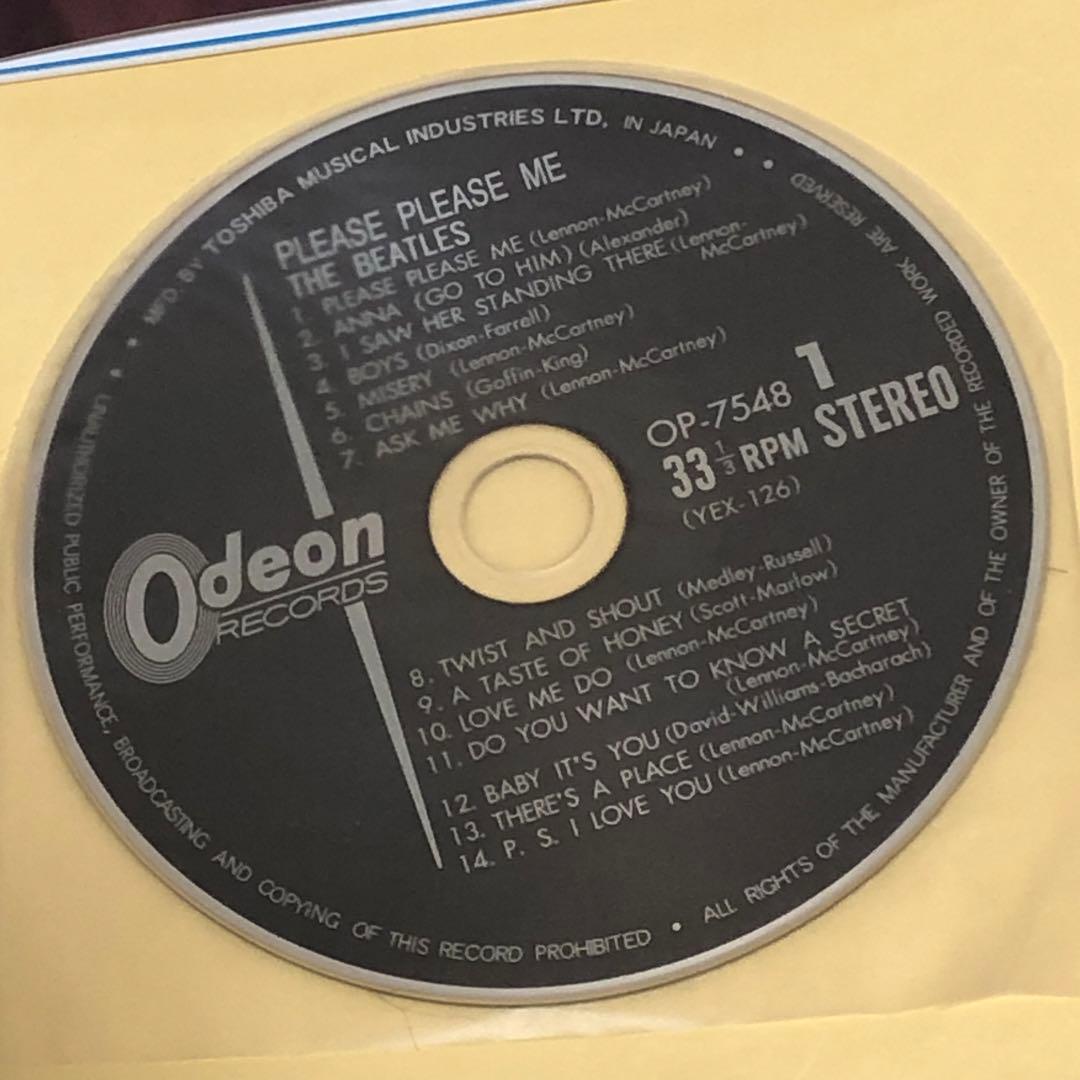 MFD. BY TOSHIBA MUSICAL INDUSTRIES LTD. IN JAPAN
PLEASE PLEASE ME
THE BEATLES
1. PLEASE PLEASE ME (Lennon-McCartney)
2. ANNA (GO TO HIM) (Alexander)
3. I SAW HER STANDING THERE (Lennon-
McCartney)
4. BOYS (Dixon-Farrell)
5. MISERY (Lennon-McCartney)
6. CHAINS (Goffin-King)
7. ASK ME WHY (Lennon-McCartney)
OP-7548 1
33 1/3 RPM STEREO
(YEX-126)
Odeon
RECORDS
8. TWIST AND SHOUT (Medley-Russell)
9. A TASTE OF HONEY (Scott-Marlow)
10. LOVE ME DO (Lennon-McCartney)
11. DO YOU WANT TO KNOW A SECRET
(Lennon-McCartney)
12. BABY IT'S YOU (David-Williams-Bacharach)
13. THERE'S A PLACE (Lennon-McCartney)
14. P. S. I LOVE YOU (Lennon-McCartney)
UNAUTHORIZED PUBLIC PERFORMANCE, BROADCASTING AND COPYING OF THIS RECORD PROHIBITED • ALL RIGHTS OF THE MANUFACTURER AND OF THE OWNER OF THE RECORDED WORK ARE RESERVED